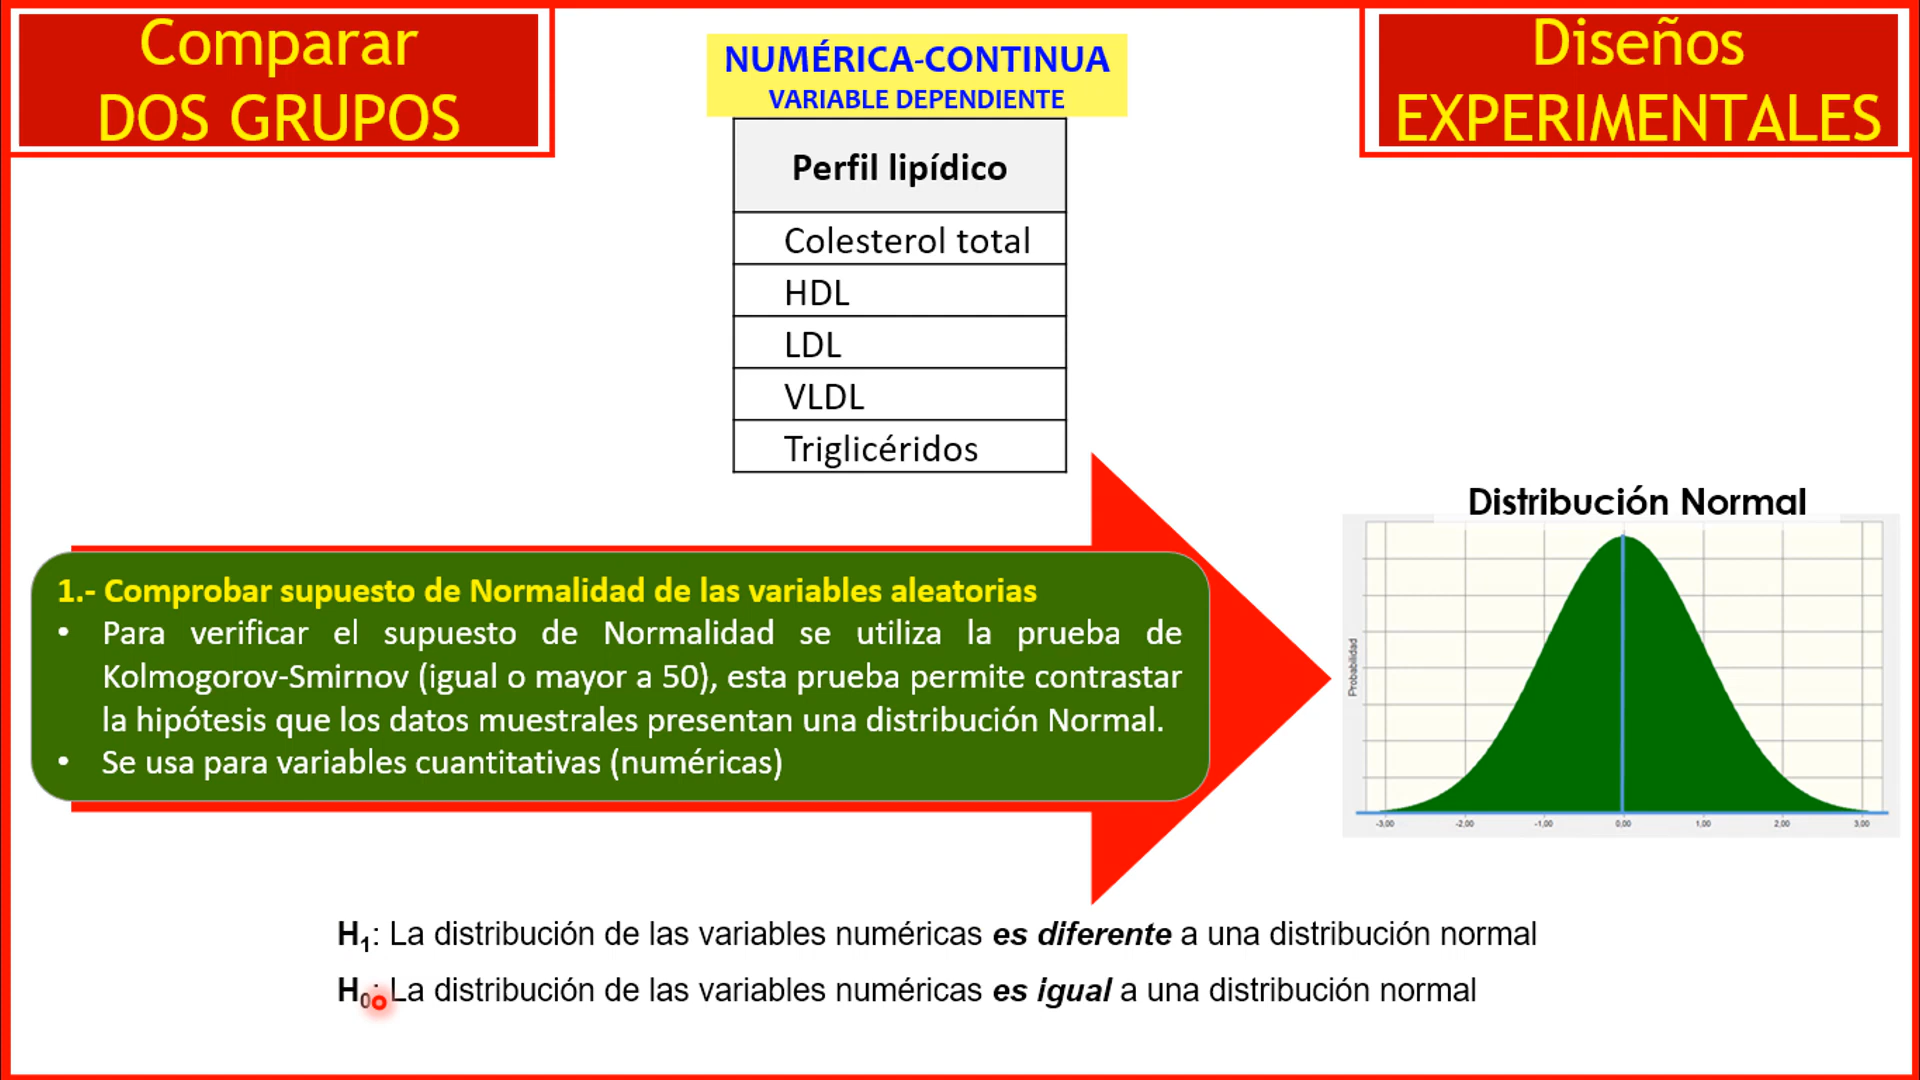 Comparar
DOS GRUPOS
NUMÉRICA-CONTINUA
VARIABLE DEPENDIENTE
Diseños
EXPERIMENTALES
Perfil lipídico
Colesterol total
HDL
LDL
VLDL
Triglicéridos
1.- Comprobar supuesto de Normalidad de las variables aleatorias
• Para verificar el supuesto de Normalidad se utiliza la prueba de
Kolmogorov-Smirnov (igual o mayor a 50), esta prueba permite contrastar
la hipótesis que los datos muestrales presentan una distribución Normal.
• Se usa para variables cuantitativas (numéricas)
Distribución Normal
Probabilidad
-3,00 -2,00 -1,00 0,00 1,00 2,00 3,00
H1: La distribución de las variables numéricas es diferente a una distribución normal
H0: La distribución de las variables numéricas es igual a una distribución normal